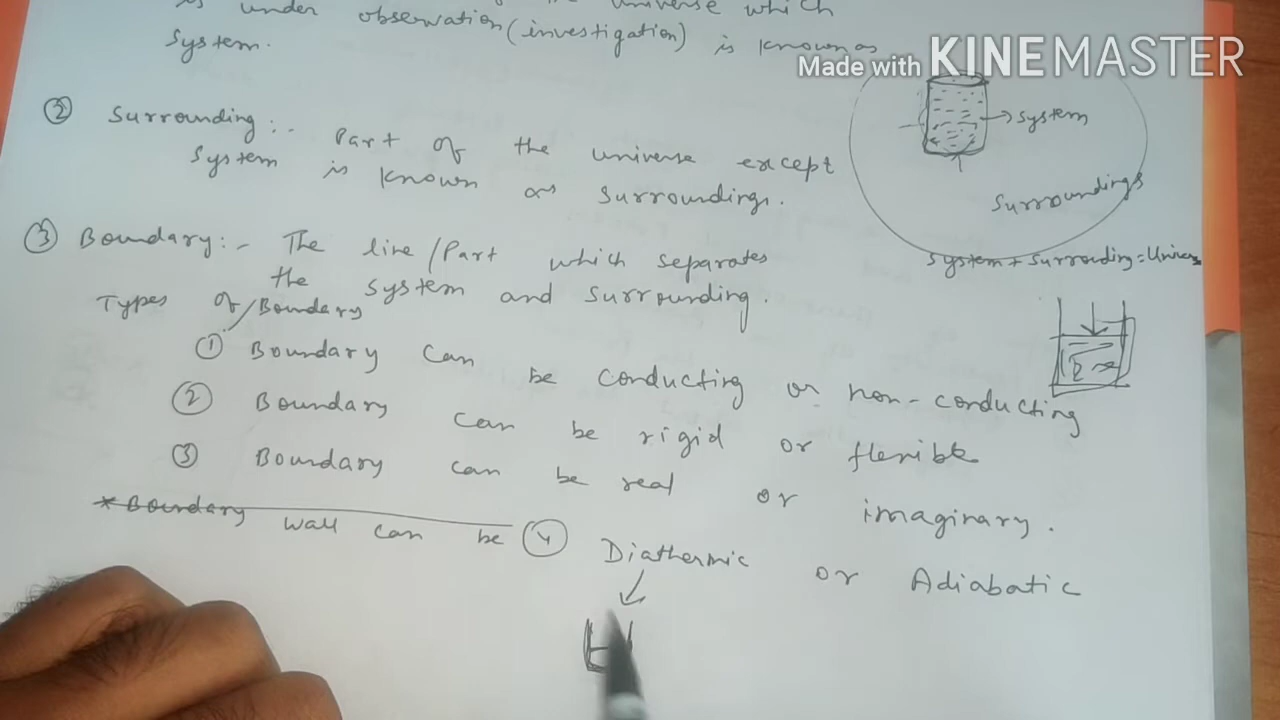 is under observation (investigation) is known as
System.
Made with KINEMASTER
② Surrounding :- Part of the universe except
System is known as Surroundings.
→ System
Surroundings
System + Surrounding = Univers
③ Boundary :- The line / Part which separates
the system and surrounding.
Types of / Boundary
① Boundary can be conducting or non-conducting
② Boundary can be rigid or flexible
③ Boundary can be real or imaginary.
* Boundary wall can be ④ Diathermic or Adiabatic